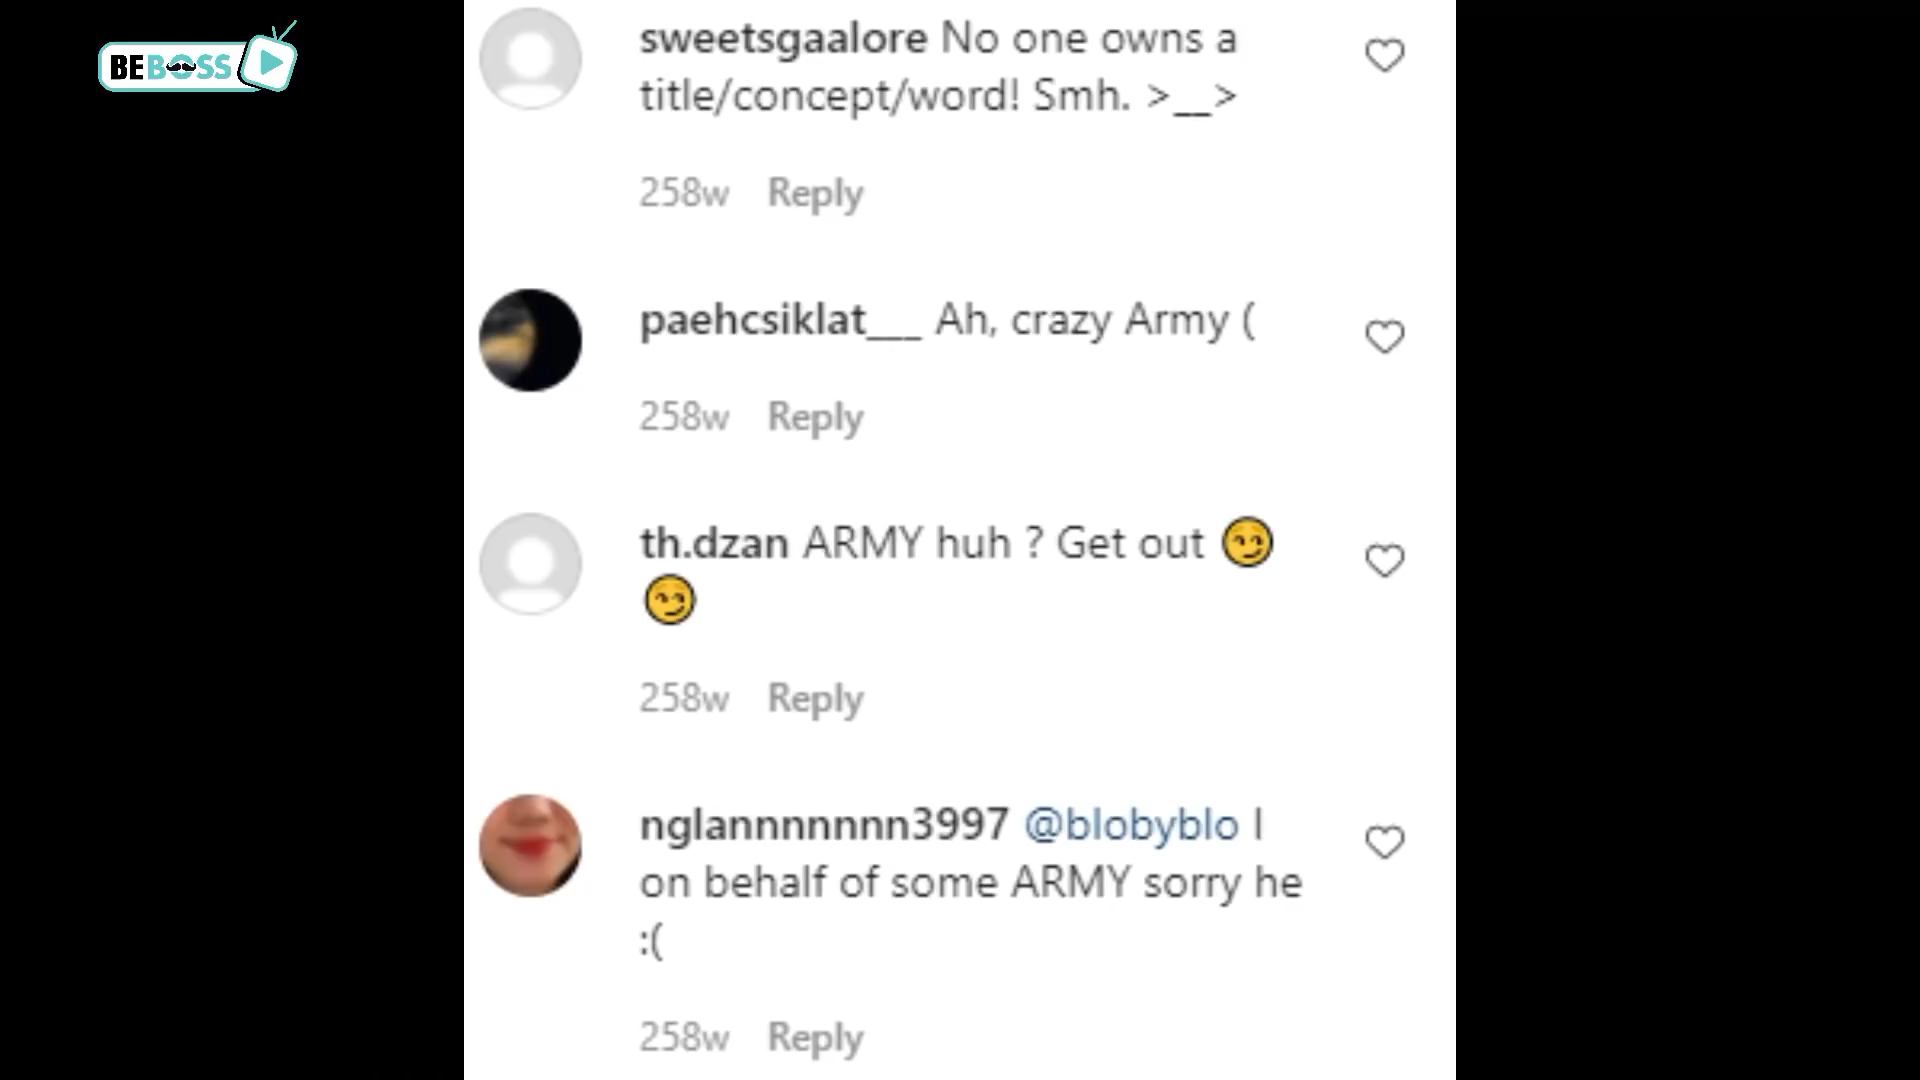 BEBOSS
sweetsgaalore No one owns a
title/concept/word! Smh. >__>
258w Reply
paehcsiklat___ Ah, crazy Army (
258w Reply
th.dzan ARMY huh ? Get out 😏
😏
258w Reply
nglannnnnnn3997 @blobyblo I
on behalf of some ARMY sorry he
:(
258w Reply